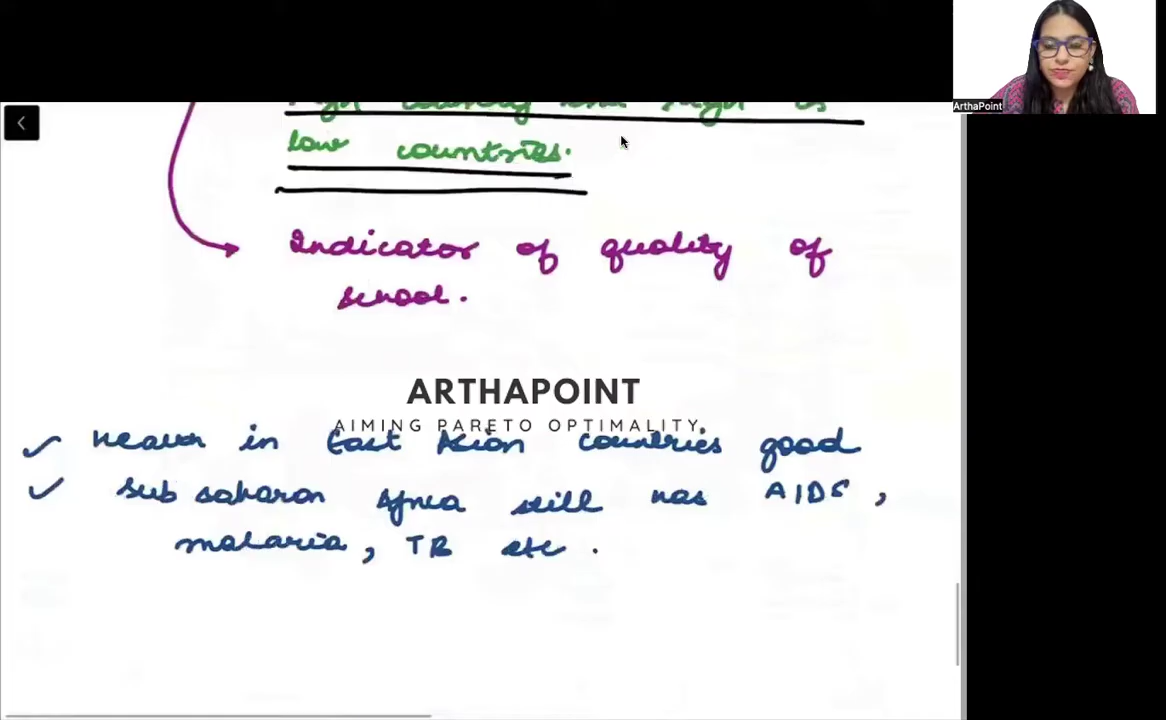 ArthaPoint
low countries.
Indicator of quality of
school.
ARTHAPOINT
AIMING PARETO OPTIMALITY
Health in East Asian countries good
sub saharan Africa still has AIDS,
malaria, TB etc.